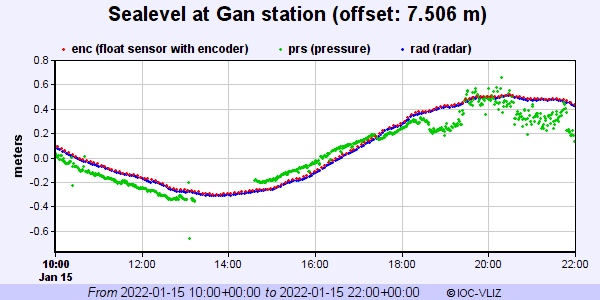 Sealevel at Gan station (offset: 7.506 m)
enc (float sensor with encoder) prs (pressure) rad (radar)
0.8
0.6
0.4
0.2
0.0
-0.2
-0.4
-0.6
meters
10:00 12:00 14:00 16:00 18:00 20:00 22:00
Jan 15
From 2022-01-15 10:00+00:00 to 2022-01-15 22:00+00:00 © IOC-VLIZ